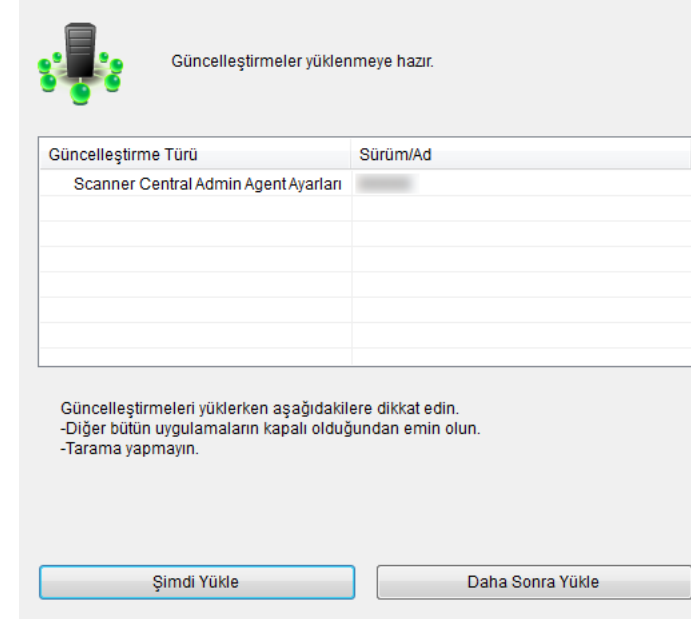 Güncelleştirmeler yüklenmeye hazır.
Güncelleştirme Türü Sürüm/Ad
Scanner Central Admin Agent Ayarları
Güncelleştirmeleri yüklerken aşağıdakilere dikkat edin.
-Diğer bütün uygulamaların kapalı olduğundan emin olun.
-Tarama yapmayın.
Şimdi Yükle Daha Sonra Yükle